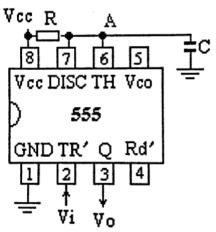 Vcc R A
8 7 6 5 C
Vcc DISC TH Vco
555
GND TR' Q Rd'
1 2 3 4
Vi Vo